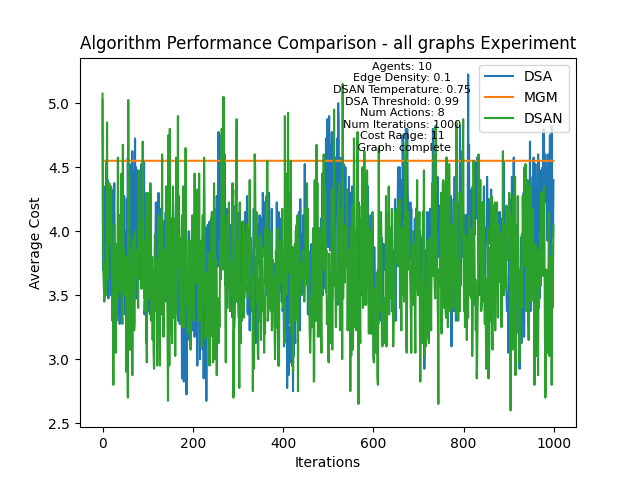 Algorithm Performance Comparison - all graphs Experiment
Agents: 10
Edge Density: 0.1
DSAN Temperature: 0.75
DSA Threshold: 0.99
Num Actions: 8
Num Iterations: 1000
Cost Range: 11
Graph: complete
DSA
MGM
DSAN
Average Cost
5.0
4.5
4.0
3.5
3.0
2.5
0
200
400
600
800
1000
Iterations